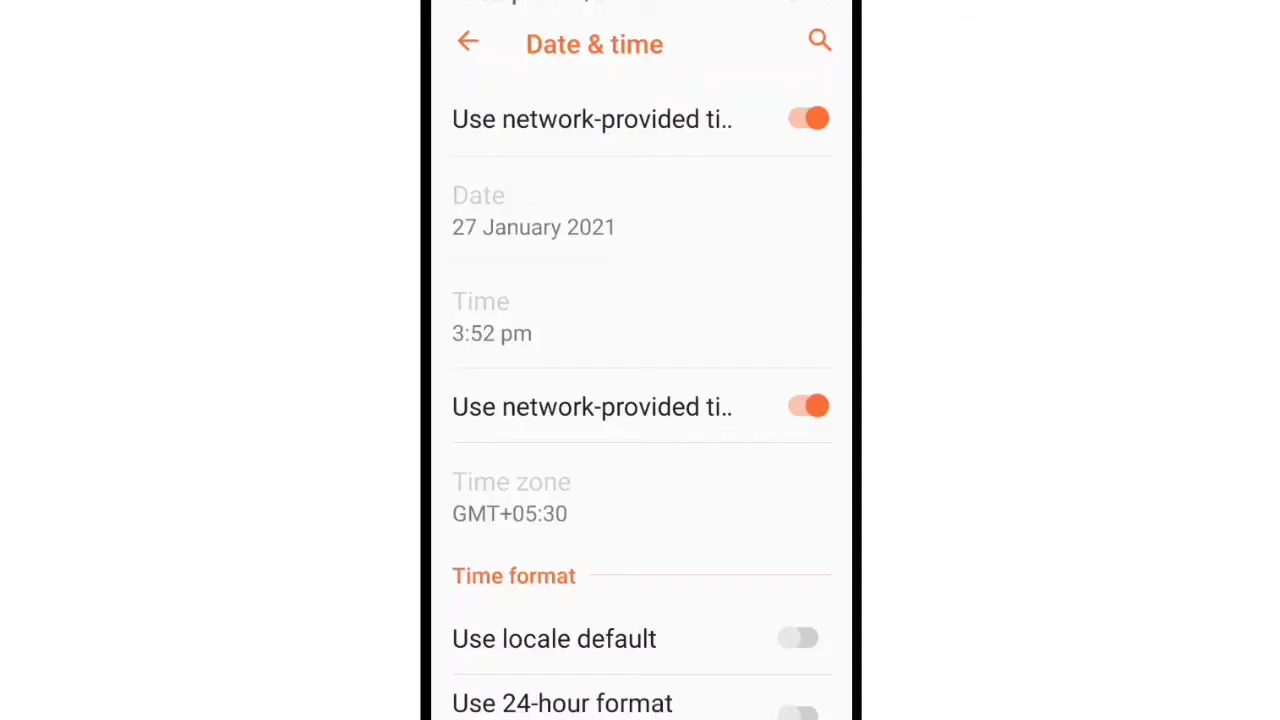 Date & time
Use network-provided ti..
Date
27 January 2021
Time
3:52 pm
Use network-provided ti..
Time zone
GMT+05:30
Time format
Use locale default
Use 24-hour format